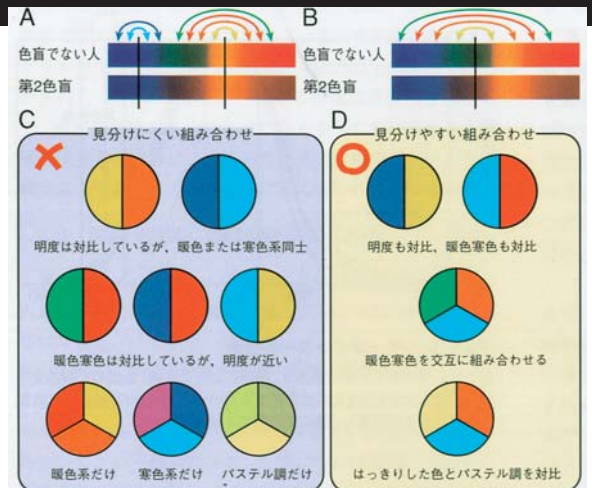 A
B
色盲でない人
色盲でない人
第2色盲
第2色盲
C
見分けにくい組み合わせ
明度は対比しているが、暖色または寒色系同士
暖色寒色は対比しているが、明度が近い
暖色系だけ 寒色系だけ パステル調だけ
D
見分けやすい組み合わせ
明度も対比、暖色寒色も対比
暖色寒色を交互に組み合わせる
はっきりした色とパステル調を対比